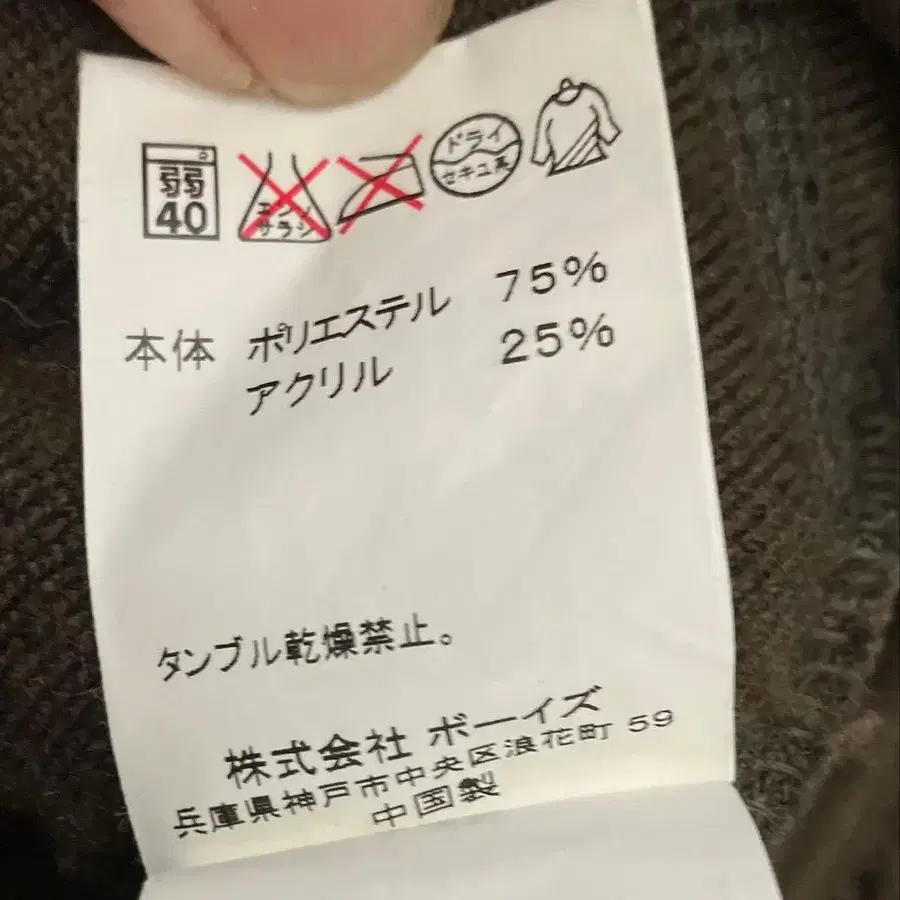 弱
40
エンソ
サラシ
ドライ
セキユ系
本体 ポリエステル 75%
アクリル 25%
タンブル乾燥禁止。
株式会社 ボーイズ
兵庫県神戸市中央区浪花町 59
中国製